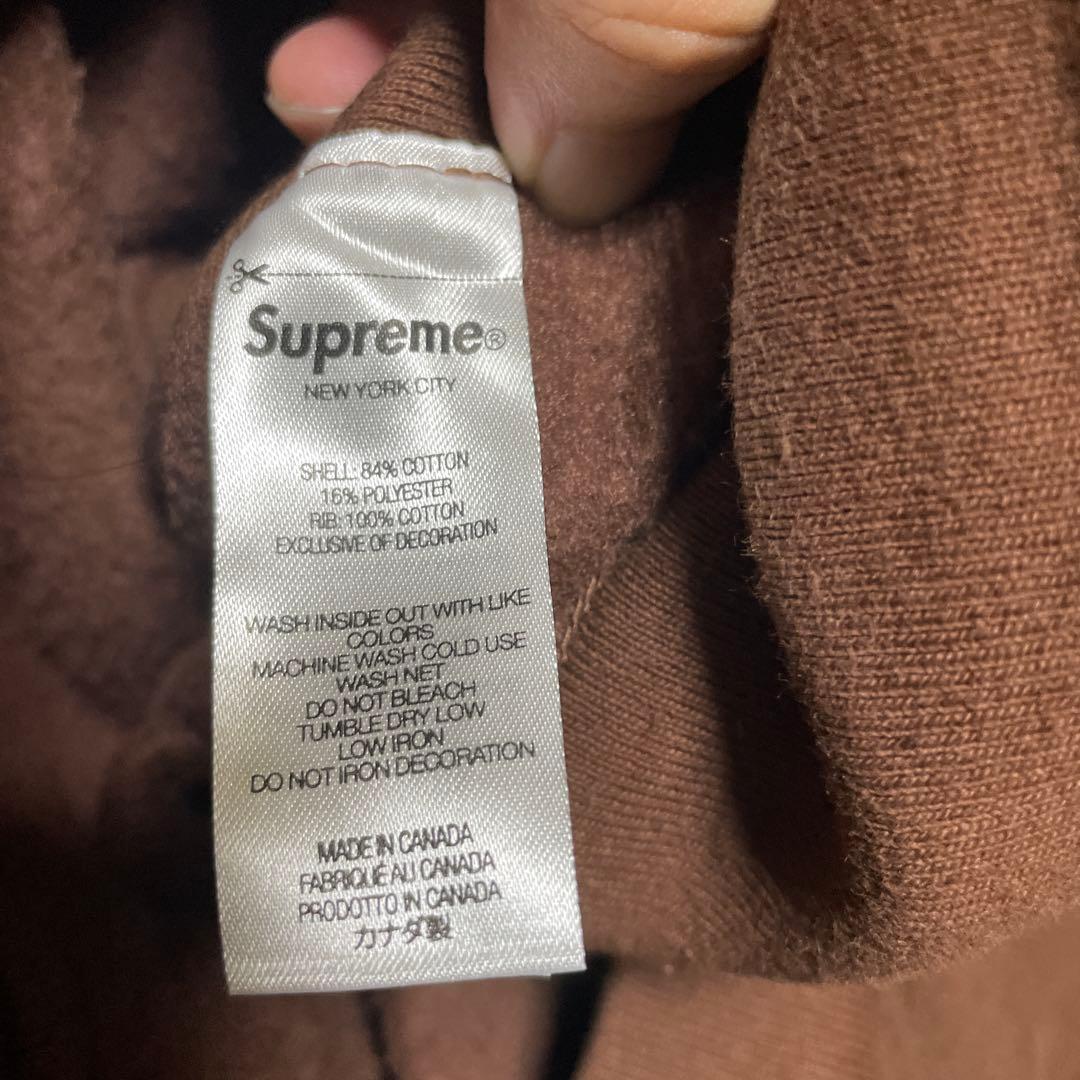 Supreme®
NEW YORK CITY
SHELL: 84% COTTON
16% POLYESTER
RIB: 100% COTTON
EXCLUSIVE OF DECORATION
WASH INSIDE OUT WITH LIKE
COLORS
MACHINE WASH COLD USE
WASH NET
DO NOT BLEACH
TUMBLE DRY LOW
LOW IRON
DO NOT IRON DECORATION
MADE IN CANADA
FABRIQUÉ AU CANADA
PRODOTTO IN CANADA
カナダ製